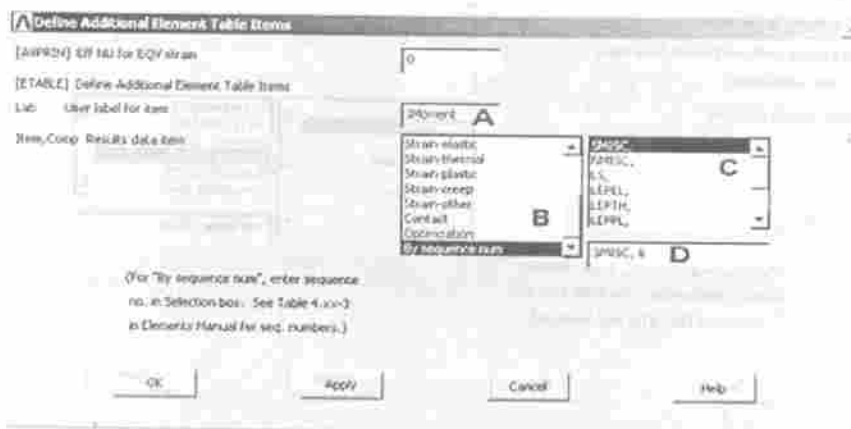 Define Additional Element Table Items
[AVPRIN] Eff NU for EQV strain
0
[ETABLE] Define Additional Element Table Items
Lab User label for item
A
Item,Comp Results data item
Strain-elastic
Strain-thermal
Strain-plastic
Strain-creep
Strain-other
Contact
Optimization
By sequence num
B
SMISC,
NMISC,
LS,
LEPEL,
LEPTH,
LEPPL,
C
SMISC, 6
D
(For "By sequence num", enter sequence
no. in Selection box. See Table 4.xx-3
in Elements Manual for seq. numbers.)
OK
Apply
Cancel
Help